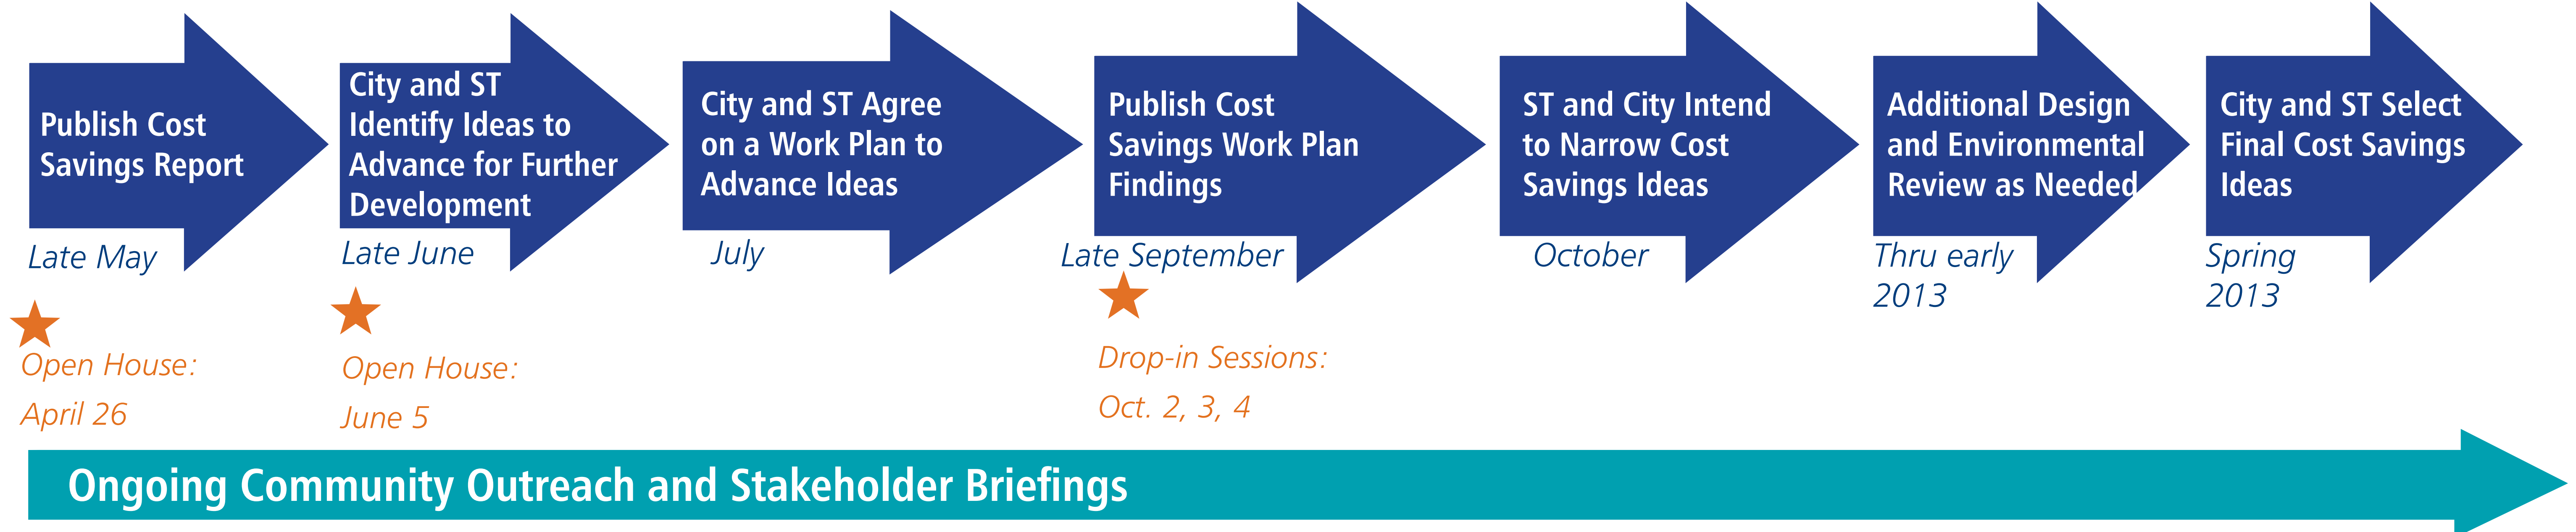 Publish Cost
Savings Report
Late May
Open House:
April 26
City and ST
Identify Ideas to
Advance for Further
Development
Late June
Open House:
June 5
City and ST Agree
on a Work Plan to
Advance Ideas
July
Publish Cost
Savings Work Plan
Findings
Late September
Drop-in Sessions:
Oct. 2, 3, 4
ST and City Intend
to Narrow Cost
Savings Ideas
October
Additional Design
and Environmental
Review as Needed
Thru early
2013
City and ST Select
Final Cost Savings
Ideas
Spring
2013
Ongoing Community Outreach and Stakeholder Briefings